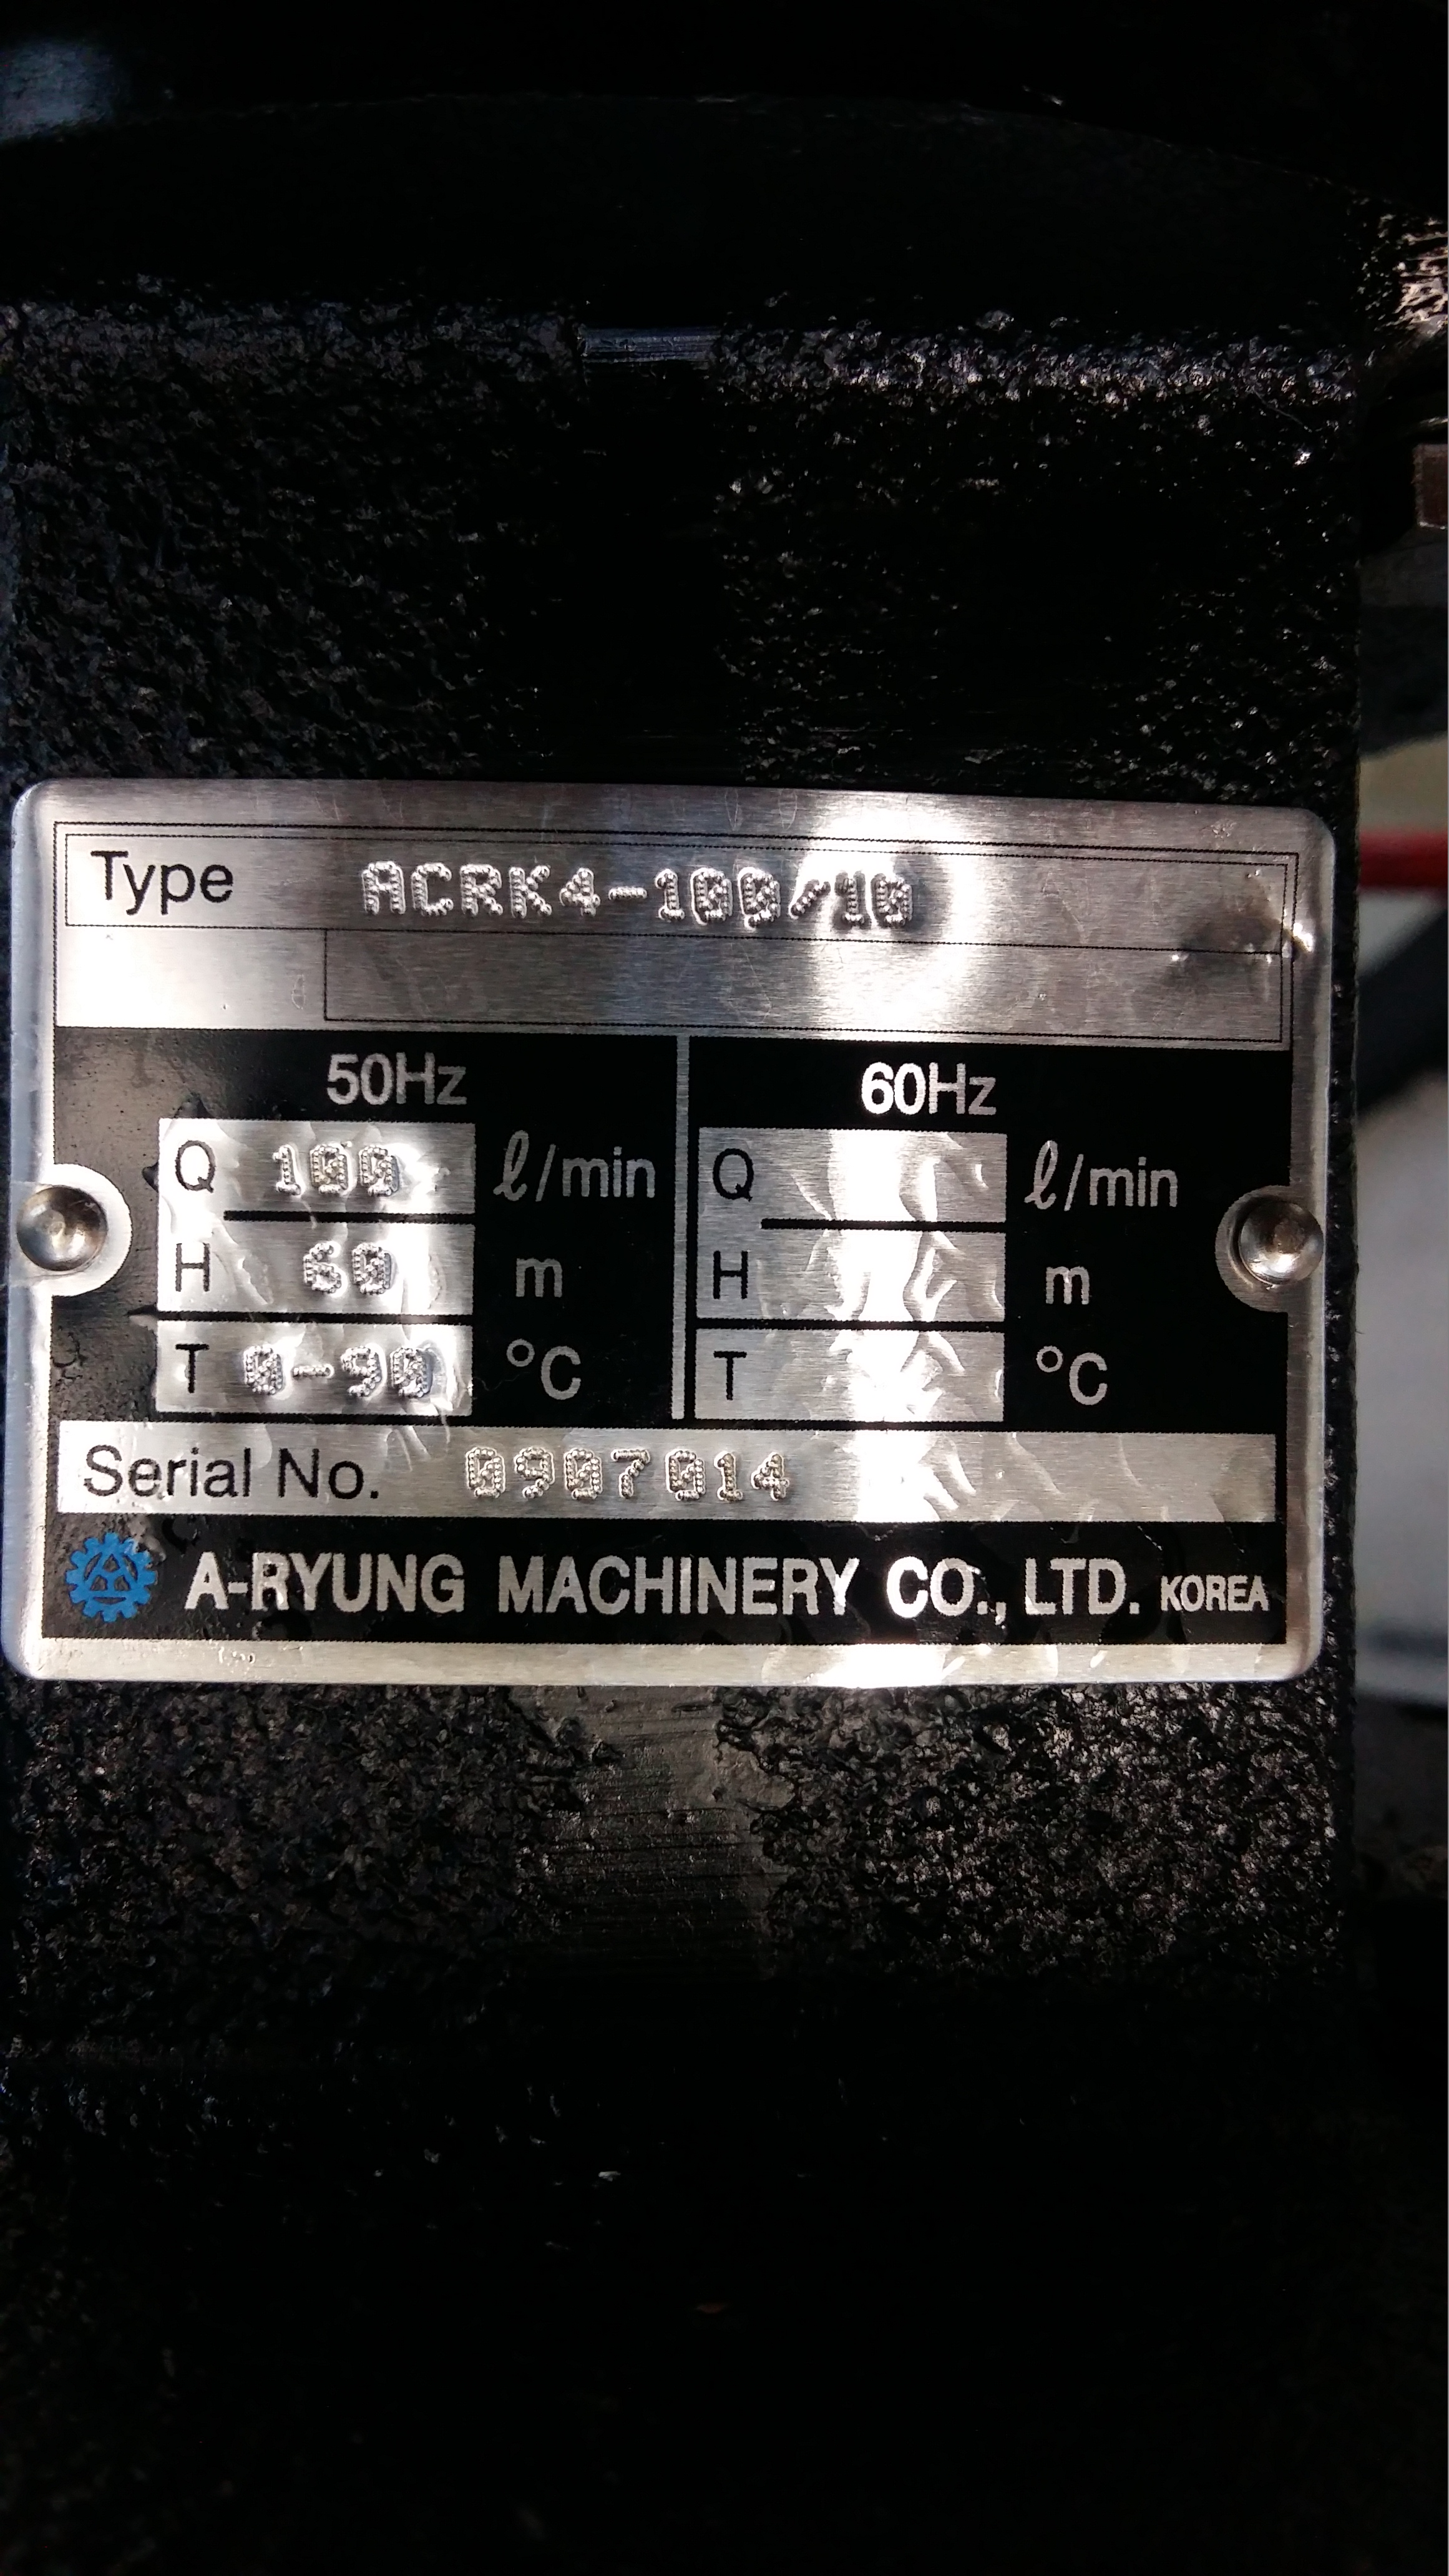 Type ACRK4-100/10
50Hz 60Hz
Q 100 ℓ/min Q ℓ/min
H 60 m H m
T 0-90 °C T °C
Serial No. 0907014
A-RYUNG MACHINERY CO., LTD. KOREA